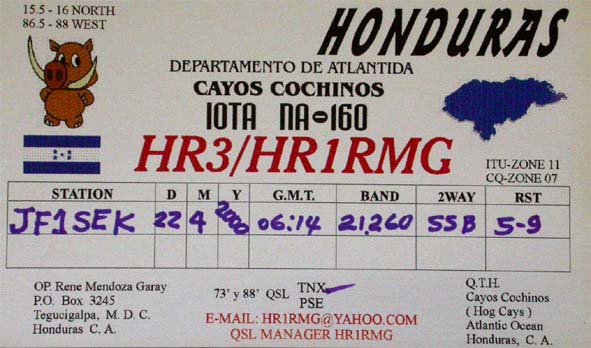 15.5 - 16 NORTH
86.5 - 88 WEST
HONDURAS
DEPARTAMENTO DE ATLANTIDA
CAYOS COCHINOS
IOTA NA-160
HR3/HR1RMG
ITU-ZONE 11
CQ-ZONE 07
STATION D M Y G.M.T. BAND 2WAY RST
JF1SEK 22 4 2000 06:14 21.260 SSB 5-9
OP. Rene Mendoza Garay
P.O. Box 3245
Tegucigalpa, M. D. C.
Honduras C. A.
73' y 88' QSL TNX
PSE
E-MAIL: HR1RMG@YAHOO.COM
QSL MANAGER HR1RMG
Q.T.H.
Cayos Cochinos
( Hog Cays )
Atlantic Ocean
Honduras, C. A.